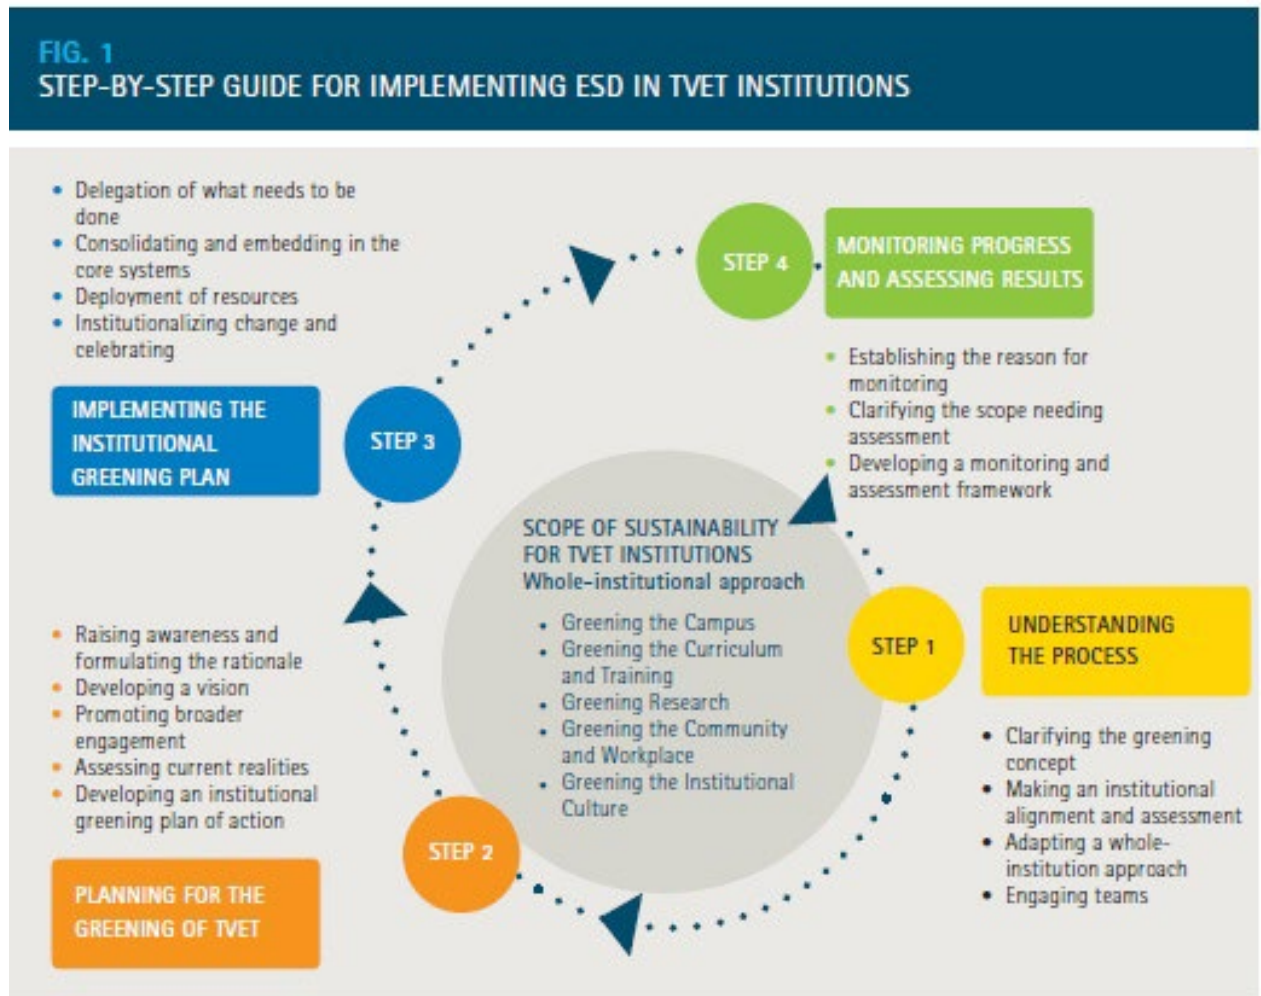 FIG. 1
STEP-BY-STEP GUIDE FOR IMPLEMENTING ESD IN TVET INSTITUTIONS
• Delegation of what needs to be
done
• Consolidating and embedding in the
core systems
• Deployment of resources
• Institutionalizing change and
celebrating
IMPLEMENTING THE
INSTITUTIONAL
GREENING PLAN
STEP 3
STEP 4
MONITORING PROGRESS
AND ASSESSING RESULTS
• Establishing the reason for
monitoring
• Clarifying the scope needing
assessment
• Developing a monitoring and
assessment framework
SCOPE OF SUSTAINABILITY
FOR TVET INSTITUTIONS
Whole-institutional approach
• Greening the Campus
• Greening the Curriculum
and Training
• Greening Research
• Greening the Community
and Workplace
• Greening the Institutional
Culture
STEP 1
UNDERSTANDING
THE PROCESS
• Clarifying the greening
concept
• Making an institutional
alignment and assessment
• Adapting a whole-
institution approach
• Engaging teams
• Raising awareness and
formulating the rationale
• Developing a vision
• Promoting broader
engagement
• Assessing current realities
• Developing an institutional
greening plan of action
STEP 2
PLANNING FOR THE
GREENING OF TVET